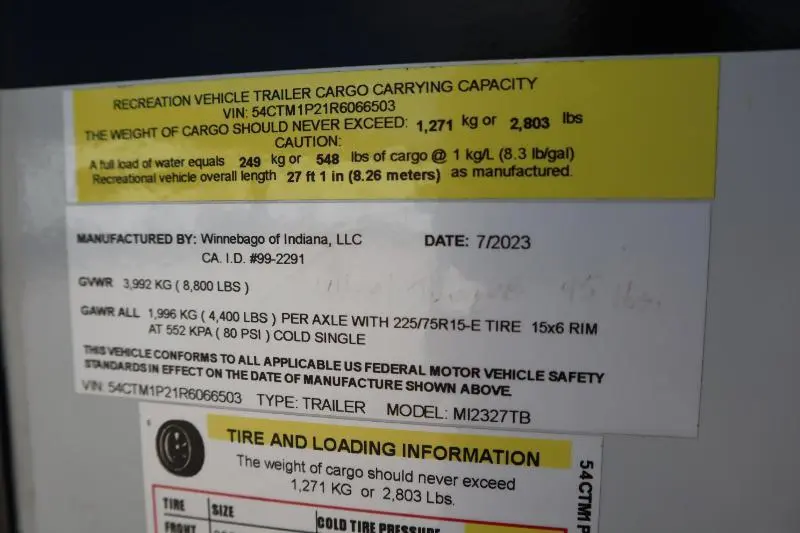 RECREATION VEHICLE TRAILER CARGO CARRYING CAPACITY
VIN: 54CTM1P21R6066503
THE WEIGHT OF CARGO SHOULD NEVER EXCEED: 1,271 kg or 2,803 lbs
CAUTION:
A full load of water equals 249 kg or 548 lbs of cargo @ 1 kg/L (8.3 lb/gal)
Recreational vehicle overall length 27 ft 1 in (8.26 meters) as manufactured.
MANUFACTURED BY: Winnebago of Indiana, LLC DATE: 7/2023
CA. I.D. #99-2291
GVWR 3,992 KG ( 8,800 LBS )
GAWR ALL 1,996 KG ( 4,400 LBS ) PER AXLE WITH 225/75R15-E TIRE 15x6 RIM
AT 552 KPA ( 80 PSI ) COLD SINGLE
THIS VEHICLE CONFORMS TO ALL APPLICABLE US FEDERAL MOTOR VEHICLE SAFETY
STANDARDS IN EFFECT ON THE DATE OF MANUFACTURE SHOWN ABOVE.
VIN: 54CTM1P21R6066503 TYPE: TRAILER MODEL: MI2327TB
TIRE AND LOADING INFORMATION
The weight of cargo should never exceed
1,271 KG or 2,803 Lbs.
TIRE SIZE COLD TIRE PRESSURE
FRONT
54CTM1P